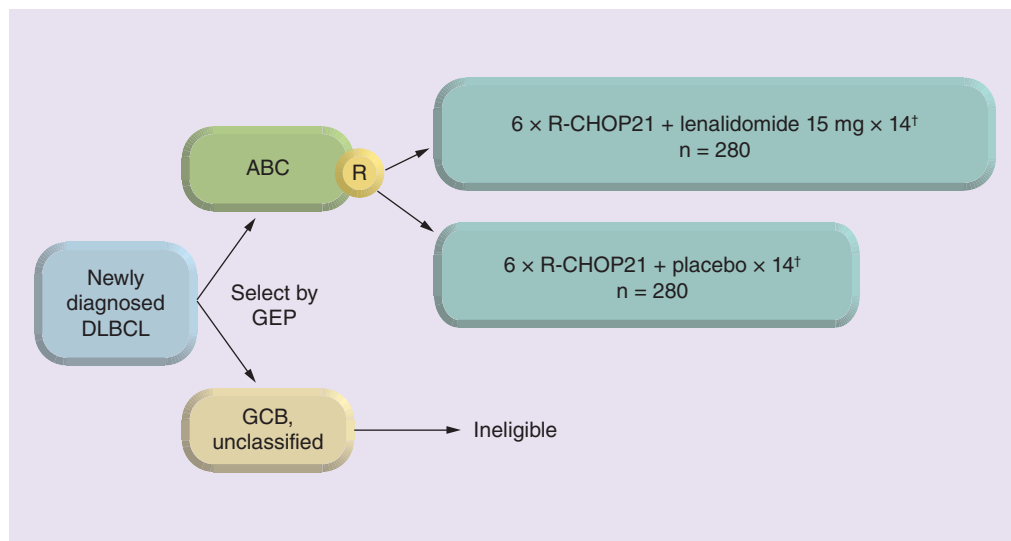 Newly
diagnosed
DLBCL
Select by
GEP
ABC
R
6 × R-CHOP21 + lenalidomide 15 mg × 14†
n = 280
6 × R-CHOP21 + placebo × 14†
n = 280
GCB,
unclassified
Ineligible